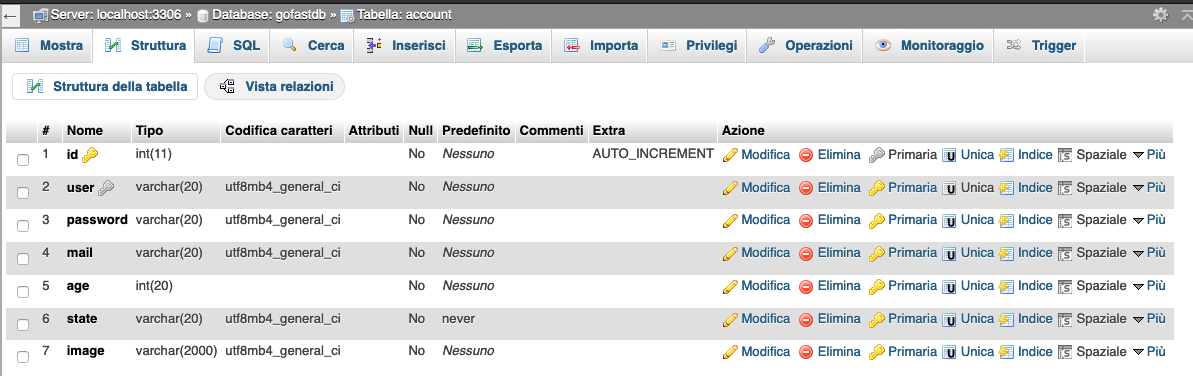 Server: localhost:3306 » Database: gofastdb » Tabella: account
Mostra Struttura SQL Cerca Inserisci Esporta Importa Privilegi Operazioni Monitoraggio Trigger
Struttura della tabella Vista relazioni
# Nome Tipo Codifica caratteri Attributi Null Predefinito Commenti Extra Azione
1 id int(11) No Nessuno AUTO_INCREMENT Modifica Elimina Primaria Unica Indice Spaziale Più
2 user varchar(20) utf8mb4_general_ci No Nessuno Modifica Elimina Primaria Unica Indice Spaziale Più
3 password varchar(20) utf8mb4_general_ci No Nessuno Modifica Elimina Primaria Unica Indice Spaziale Più
4 mail varchar(20) utf8mb4_general_ci No Nessuno Modifica Elimina Primaria Unica Indice Spaziale Più
5 age int(20) No Nessuno Modifica Elimina Primaria Unica Indice Spaziale Più
6 state varchar(20) utf8mb4_general_ci No never Modifica Elimina Primaria Unica Indice Spaziale Più
7 image varchar(2000) utf8mb4_general_ci No Nessuno Modifica Elimina Primaria Unica Indice Spaziale Più